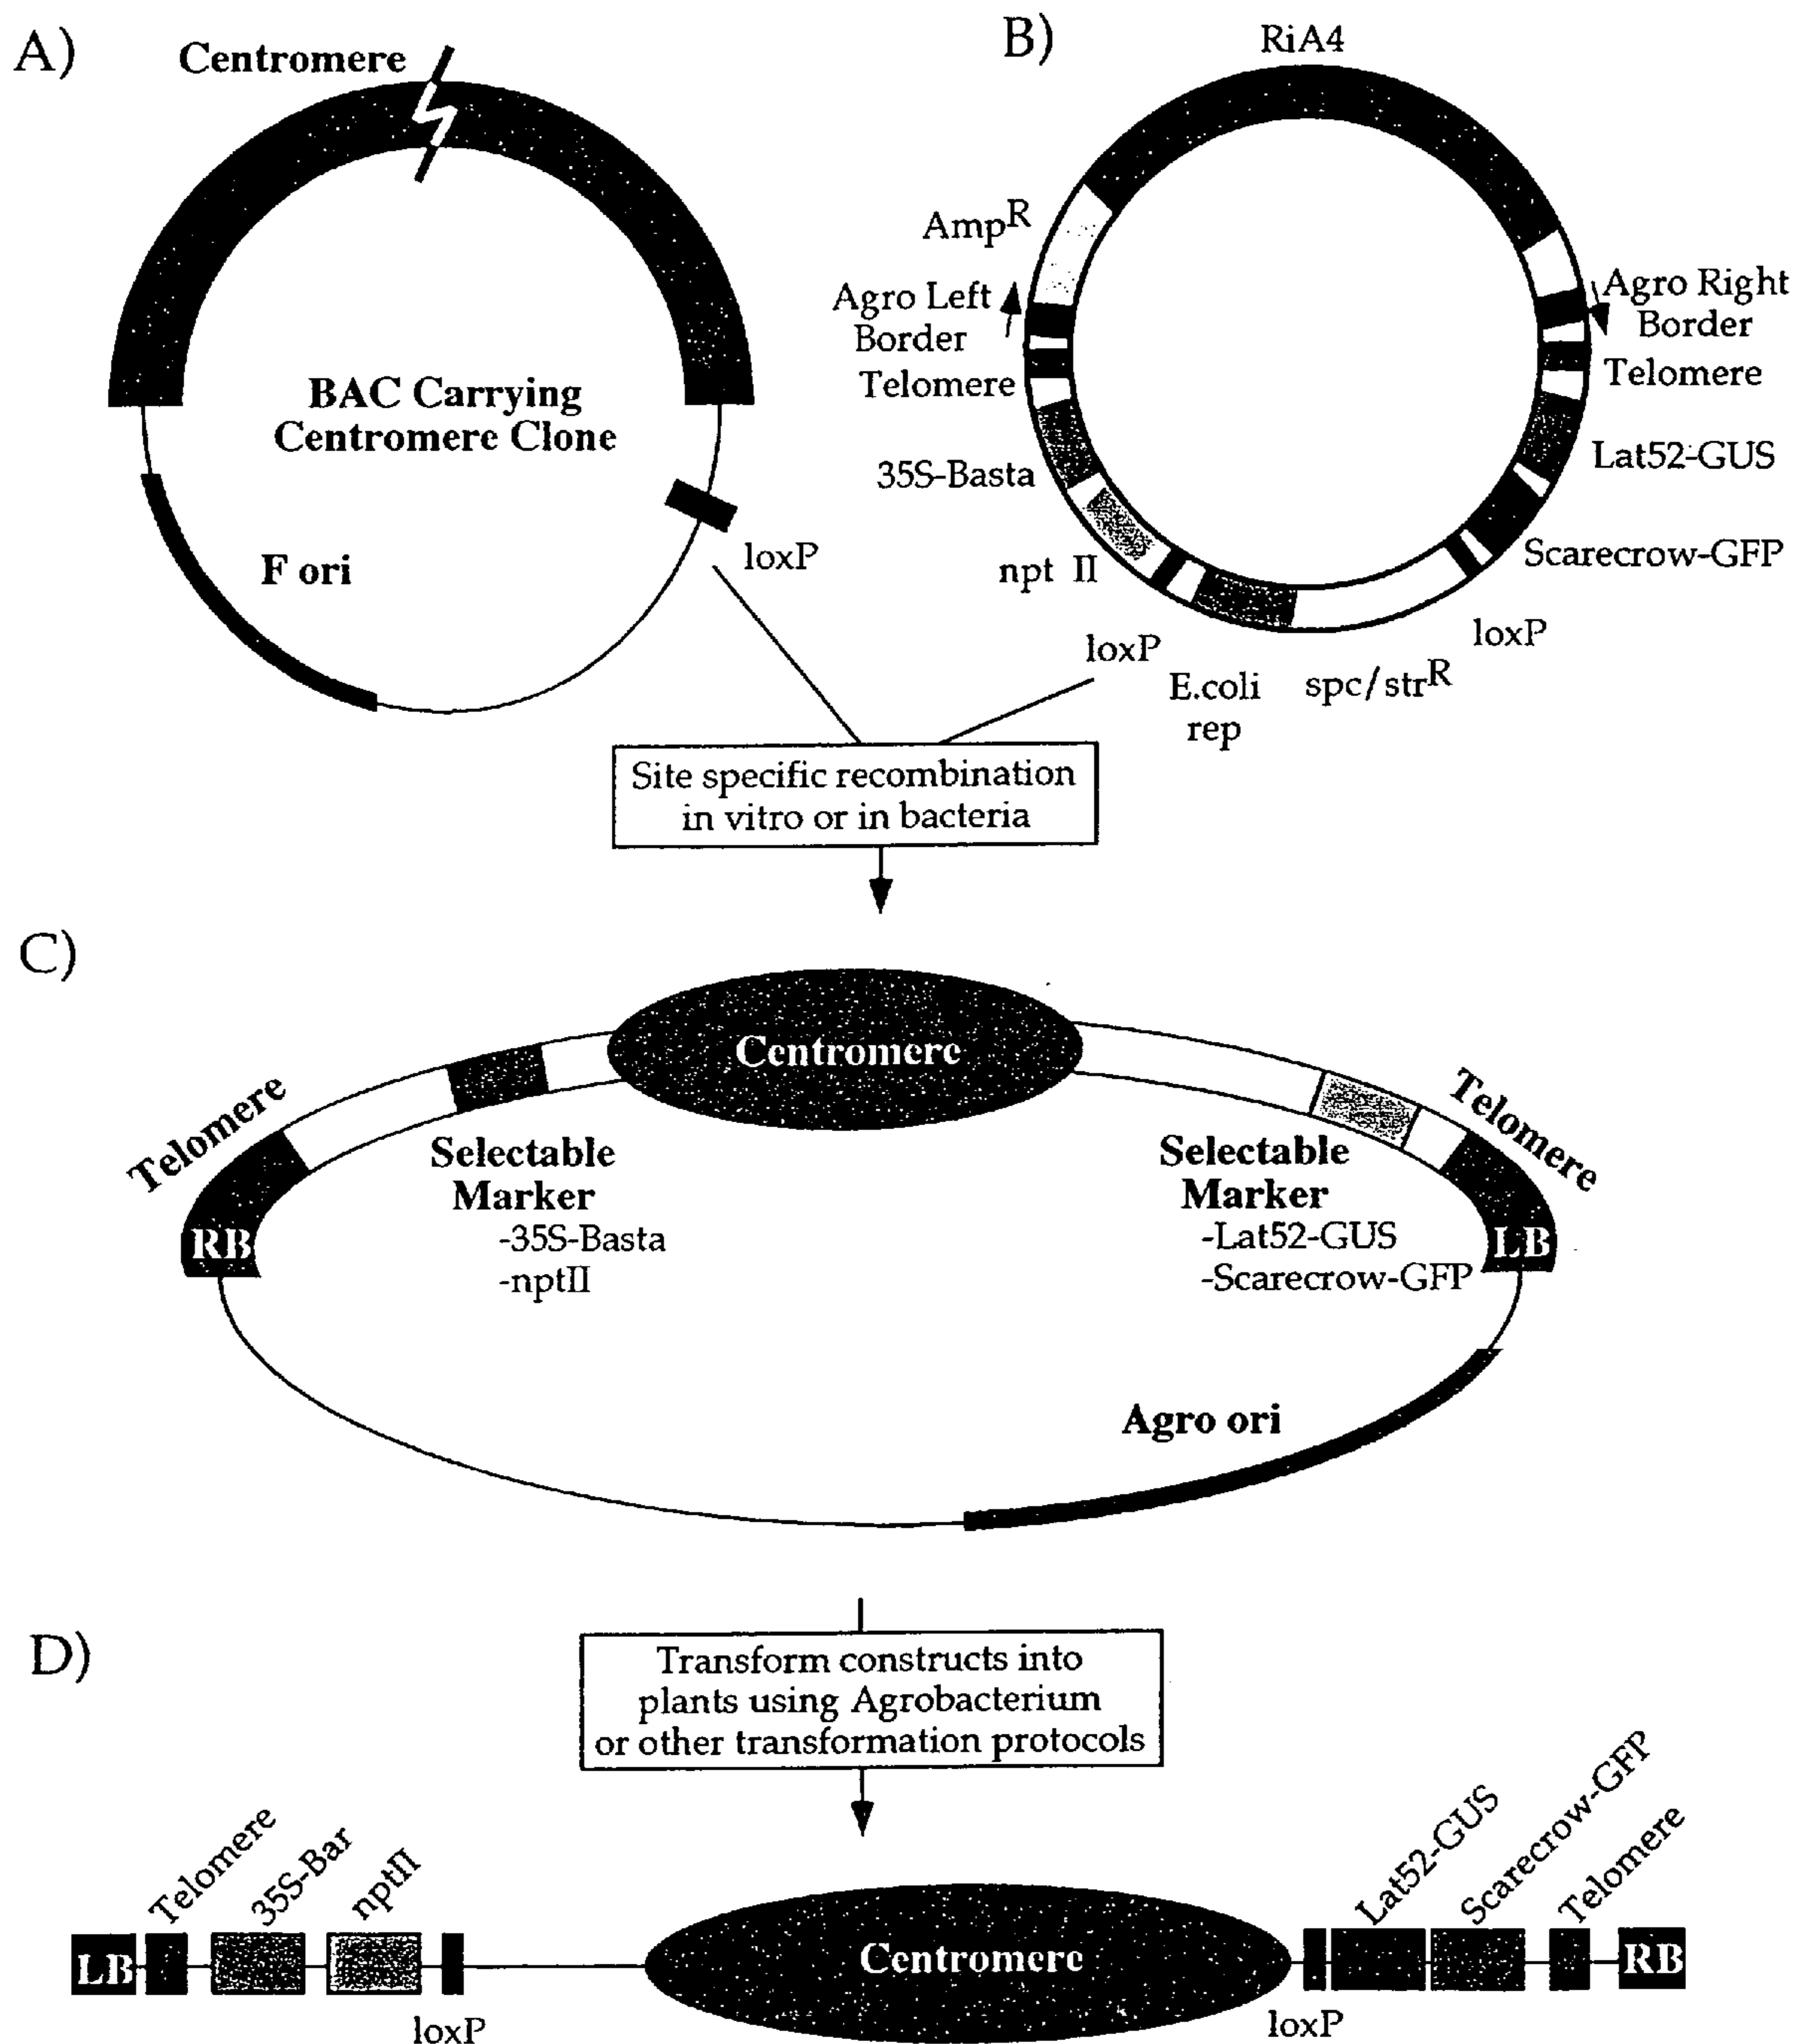 A)
Centromere
BAC Carrying
Centromere Clone
F ori
loxP
B)
RiA4
AmpR
Agro Left
Border
Telomere
35S-Basta
npt II
loxP
E.coli
rep
spc/strR
loxP
Scarecrow-GFP
Lat52-GUS
Telomere
Agro Right
Border
Site specific recombination
in vitro or in bacteria
C)
Centromere
Telomere
RB
Selectable
Marker
-35S-Basta
-nptII
Selectable
Marker
-Lat52-GUS
-Scarecrow-GFP
Telomere
LB
Agro ori
D)
Transform constructs into
plants using Agrobacterium
or other transformation protocols
LB
Telomere
35S-Bar
nptII
loxP
Centromere
loxP
Lat52-GUS
Scarecrow-GFP
Telomere
RB